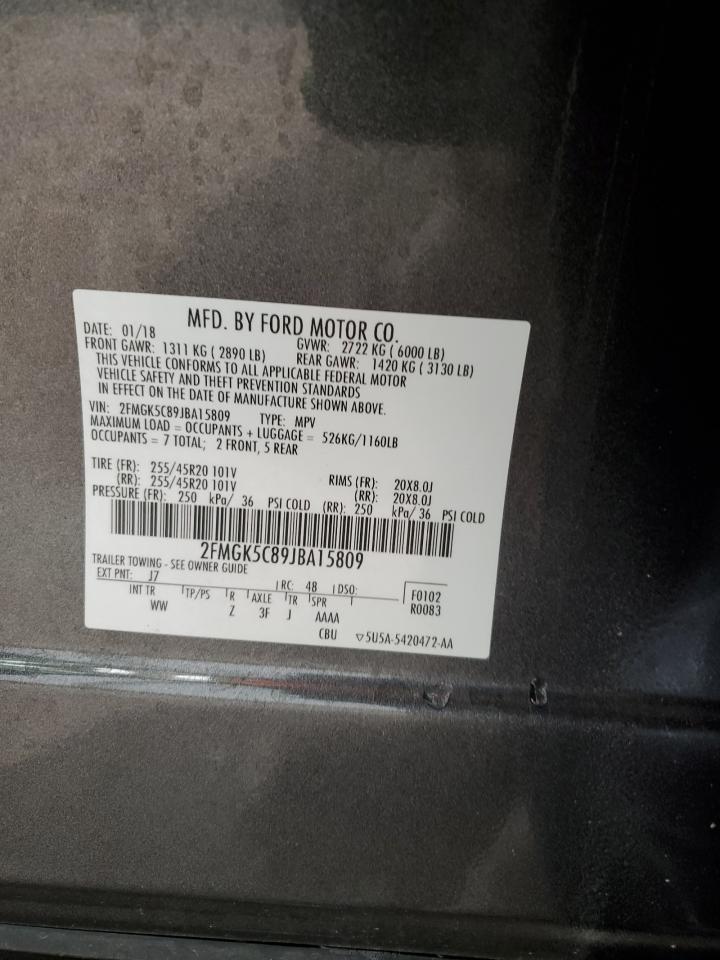 MFD. BY FORD MOTOR CO.
DATE: 01/18 GVWR: 2722 KG ( 6000 LB)
FRONT GAWR: 1311 KG ( 2890 LB) REAR GAWR: 1420 KG ( 3130 LB)
THIS VEHICLE CONFORMS TO ALL APPLICABLE FEDERAL MOTOR
VEHICLE SAFETY AND THEFT PREVENTION STANDARDS
IN EFFECT ON THE DATE OF MANUFACTURE SHOWN ABOVE.
VIN: 2FMGK5C89JBA15809 TYPE: MPV
MAXIMUM LOAD = OCCUPANTS + LUGGAGE = 526KG/1160LB
OCCUPANTS = 7 TOTAL; 2 FRONT, 5 REAR
TIRE (FR): 255/45R20 101V RIMS (FR): 20X8.0J
(RR): 255/45R20 101V (RR): 20X8.0J
PRESSURE (FR): 250 kPa/ 36 PSI COLD (RR): 250 kPa/ 36 PSI COLD
2FMGK5C89JBA15809
TRAILER TOWING - SEE OWNER GUIDE
EXT PNT: J7 RC: 48 DSO: F0102
INT TR TP/PS R AXLE TR SPR R0083
WW Z 3F J AAAA
CBU ▽5U5A-5420472-AA